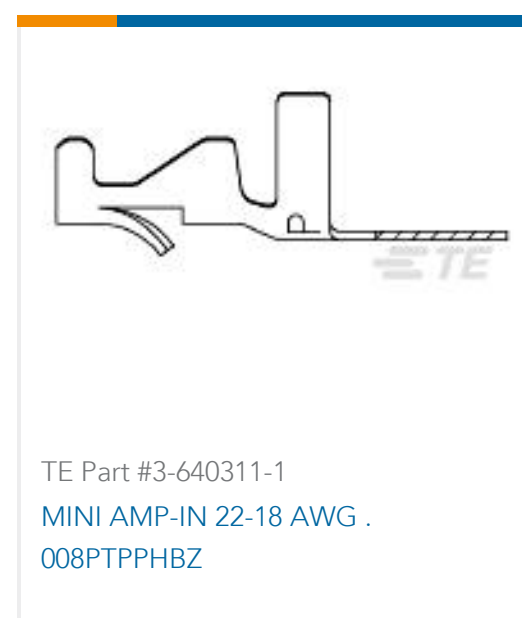 TE
TE Part #3-640311-1
MINI AMP-IN 22-18 AWG .
008PTPPHBZ